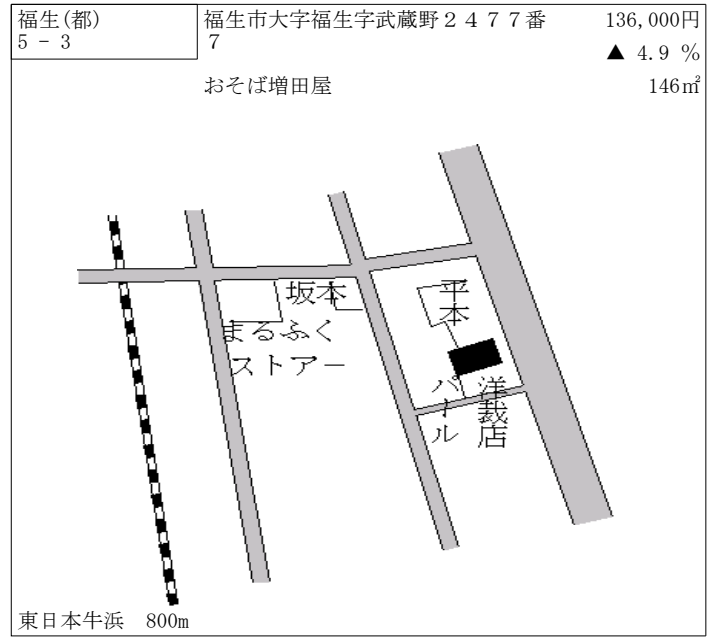 福生(都)
5 - 3
福生市大字福生字武蔵野２４７７番
7
136,000円
▲ 4.9 %
おそば増田屋
146㎡
坂本
平本
まるふく
ストアー
パール
洋裁店
東日本牛浜 800m